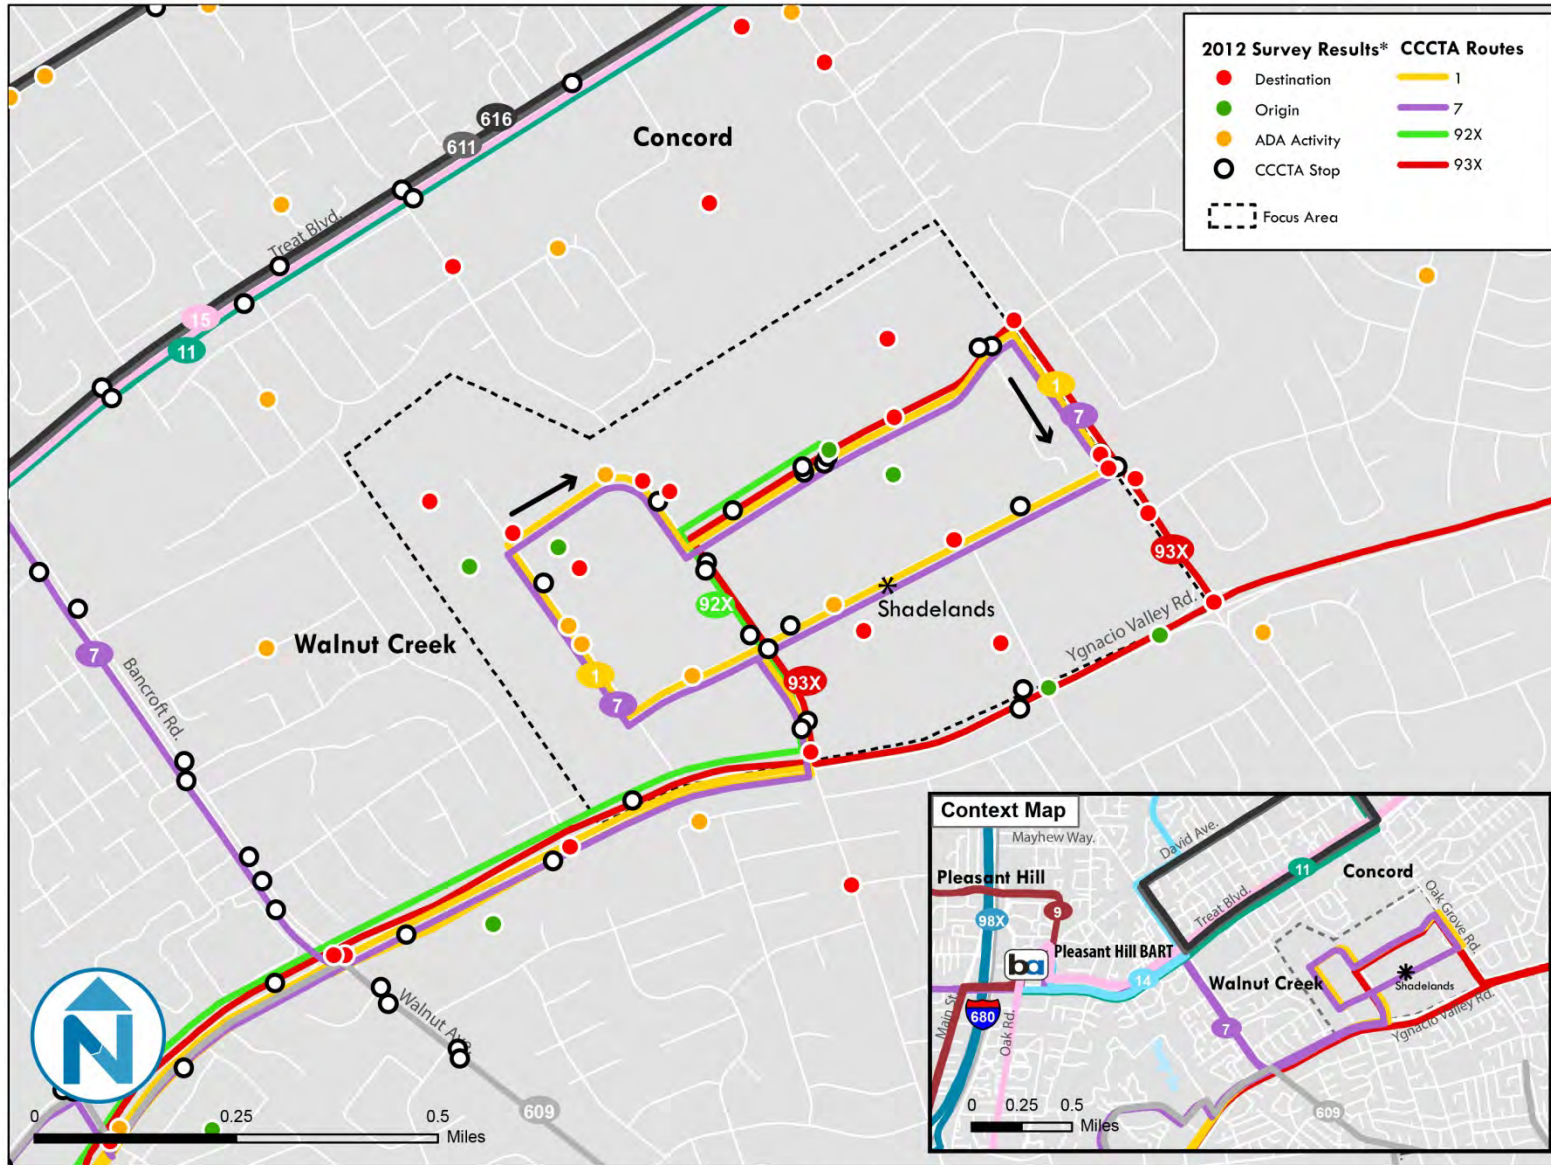 2012 Survey Results* CCCTA Routes
Destination 1
Origin 7
ADA Activity 92X
CCCTA Stop 93X
Focus Area
616
611
Concord
Treat Blvd.
15
11
1
7
93X
92X
Shadelands
*
Ygnacio Valley Rd.
Walnut Creek
7
Bancroft Rd.
1
7
93X
Walnut Ave.
609
N
0 0.25 0.5
Miles
Context Map
Mayhew Way.
David Ave.
Pleasant Hill
11
Concord
98X
9
Treat Blvd.
Oak Grove Rd.
Pleasant Hill BART
ba
14
Walnut Creek
*
Shadelands
Main St
680
Oak Rd.
7
Ygnacio Valley Rd.
0 0.25 0.5
Miles
609